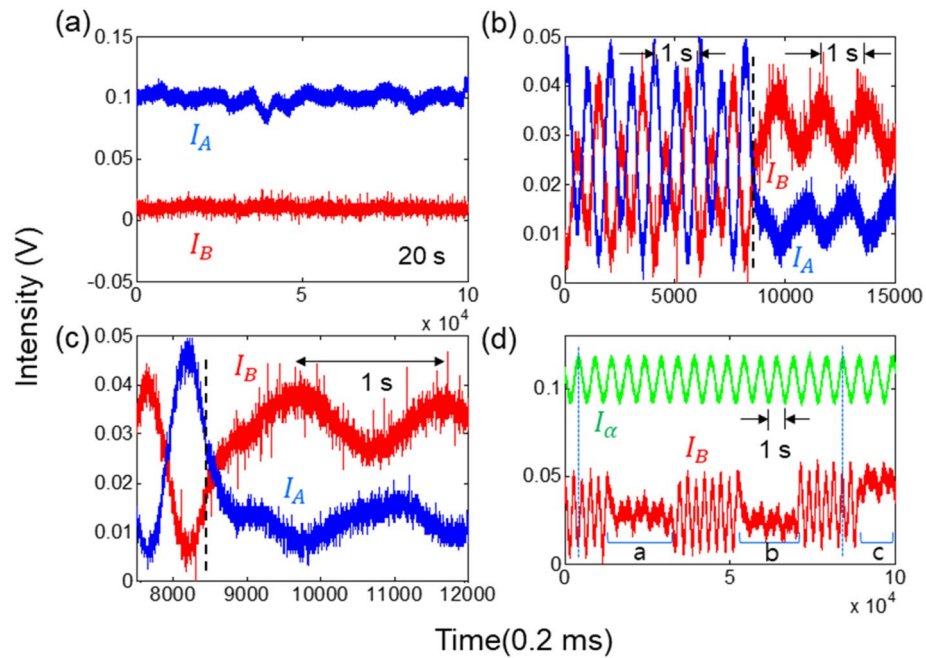 (a)
0.15
0.1
0.05
0
-0.05
I_A
I_B
20 s
0
5
10
x 10^4
(b)
0.05
0.04
0.03
0.02
0.01
0
1 s
1 s
I_B
I_A
0
5000
10000
15000
(c)
0.05
0.04
0.03
0.02
0.01
0
I_B
1 s
I_A
8000
9000
10000
11000
12000
(d)
0.1
0.05
0
I_α
1 s
I_B
a
b
c
0
5
10
x 10^4
Intensity (V)
Time(0.2 ms)